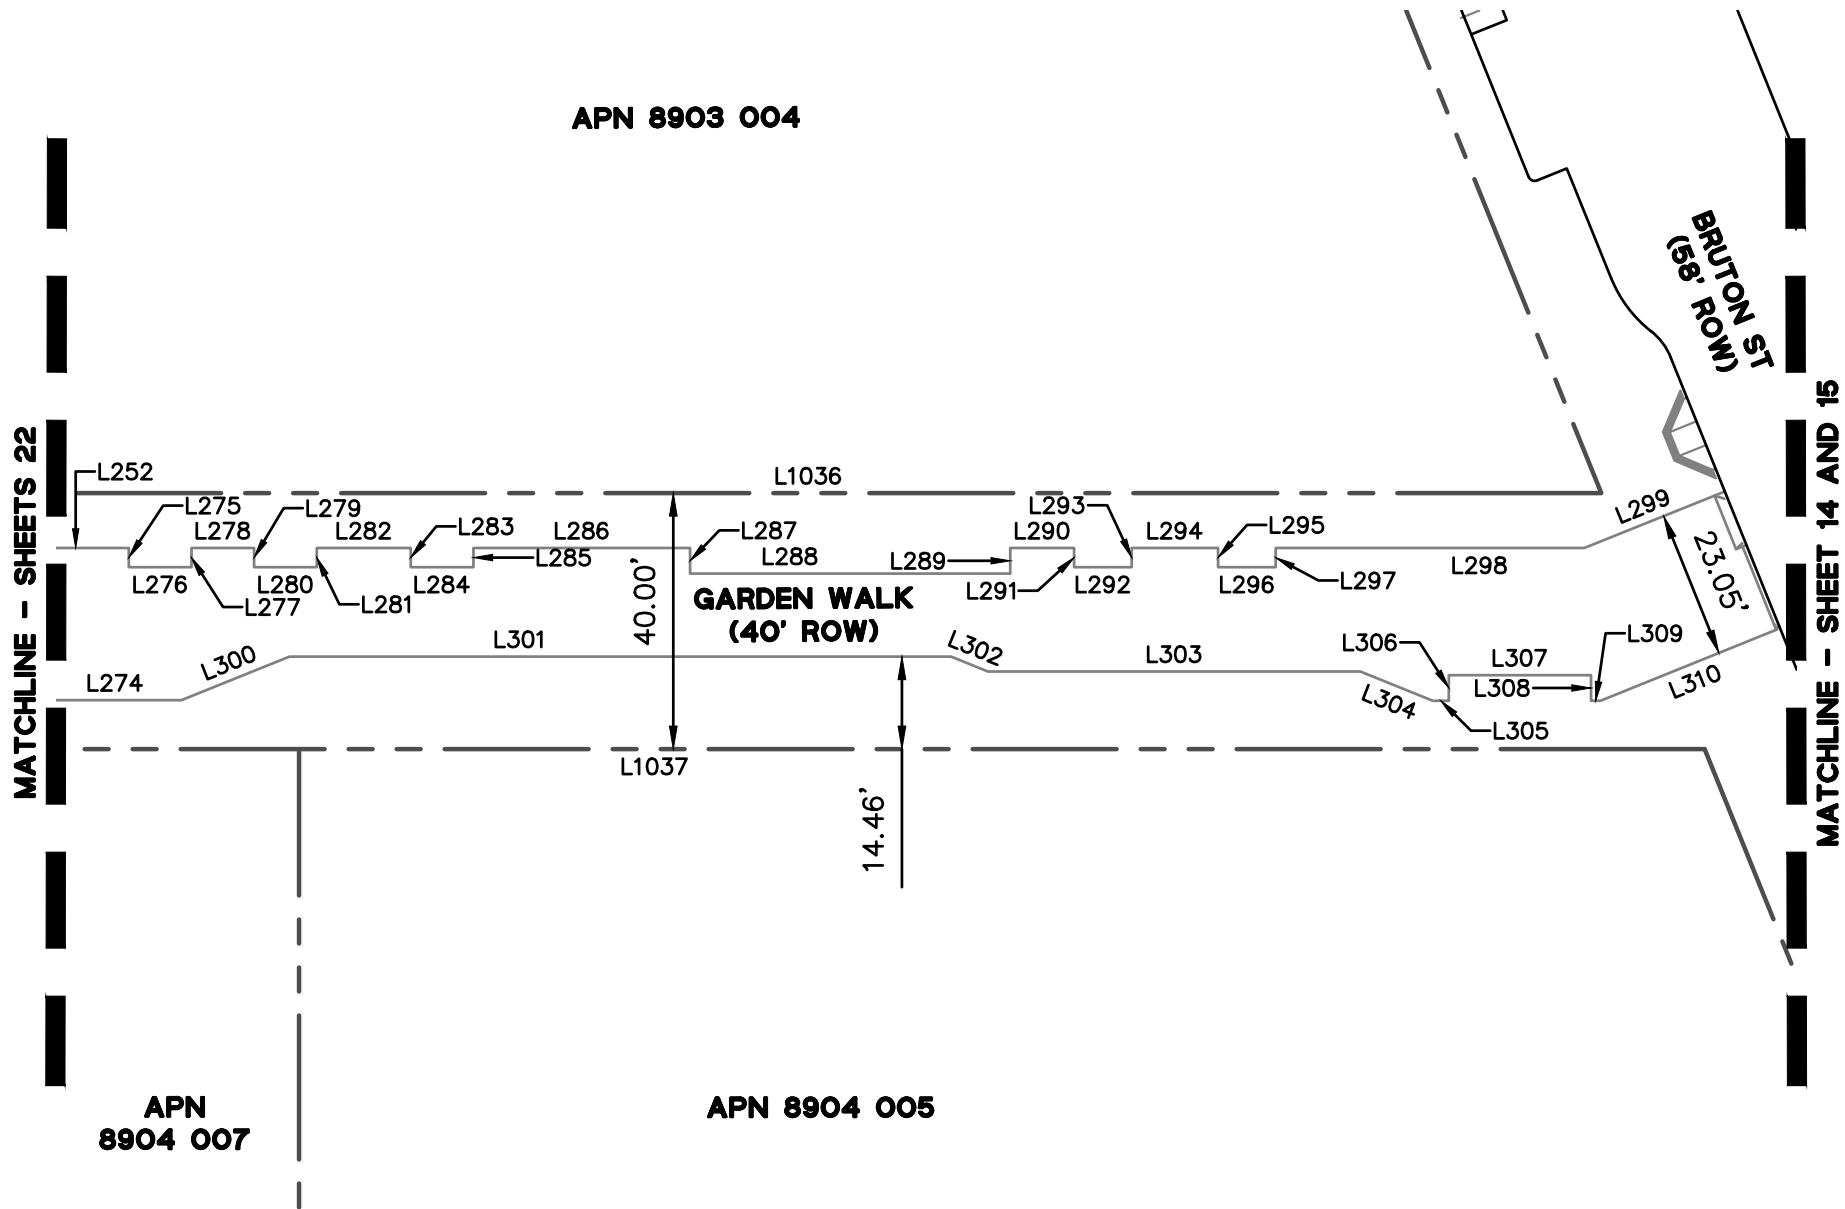 APN 8903 004
BRUTON ST
(58' ROW)
MATCHLINE - SHEETS 22
MATCHLINE - SHEET 14 AND 15
L252
L1036
L275
L279
L283
L287
L293
L295
L299
L278
L282
L286
L290
L294
L285
L288
L289
L298
L276
L280
L284
L291
L292
L296
L297
L277
L281
40.00'
23.05'
GARDEN WALK
(40' ROW)
L300
L301
L302
L303
L306
L307
L309
L274
L308
L310
L304
L305
L1037
14.46'
APN
8904 007
APN 8904 005